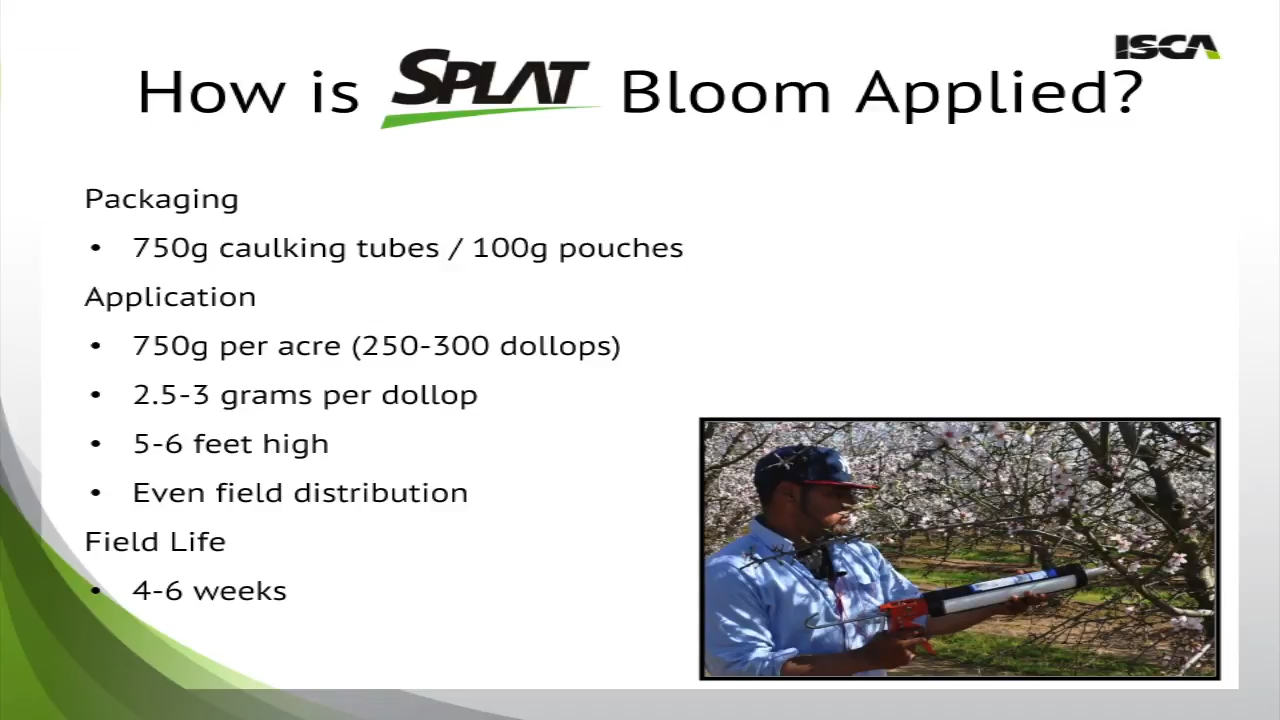 ISCA
How is SPLAT Bloom Applied?
Packaging
• 750g caulking tubes / 100g pouches
Application
• 750g per acre (250-300 dollops)
• 2.5-3 grams per dollop
• 5-6 feet high
• Even field distribution
Field Life
• 4-6 weeks